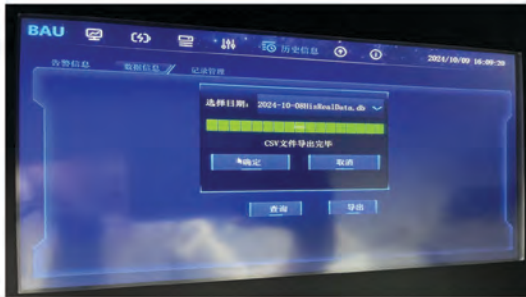 BAU 历史信息 2024/10/09 16:09:39
告警信息 数据信息 记录管理
选择日期: 2024-10-08HisRealData.db
CSV文件导出完毕
确定 取消
查询 导出